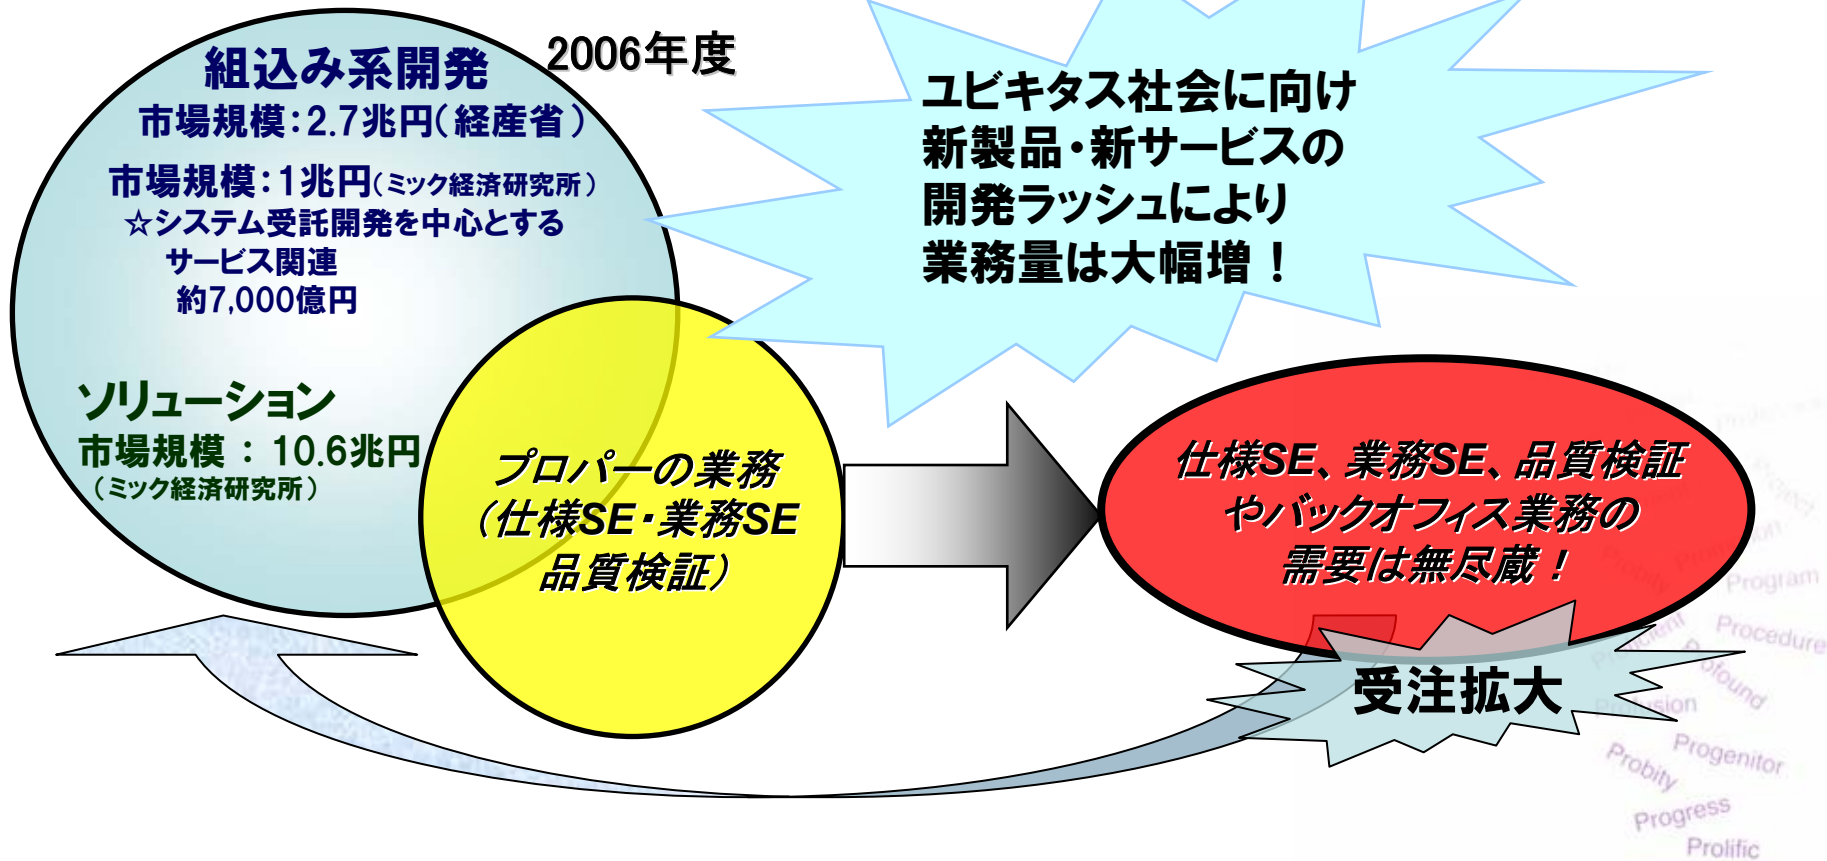 2006年度
組込み系開発
市場規模：2.7兆円（経産省）
市場規模：1兆円（ミック経済研究所）
☆システム受託開発を中心とする
サービス関連
約7,000億円
ソリューション
市場規模 ： 10.6兆円
（ミック経済研究所）
ユビキタス社会に向け
新製品・新サービスの
開発ラッシュにより
業務量は大幅増！
プロパーの業務
（仕様SE・業務SE
品質検証）
仕様SE、業務SE、品質検証
やバックオフィス業務の
需要は無尽蔵！
受注拡大
Project
Program
Procedure
Profound
Progenitor
Probity
Progress
Prolific